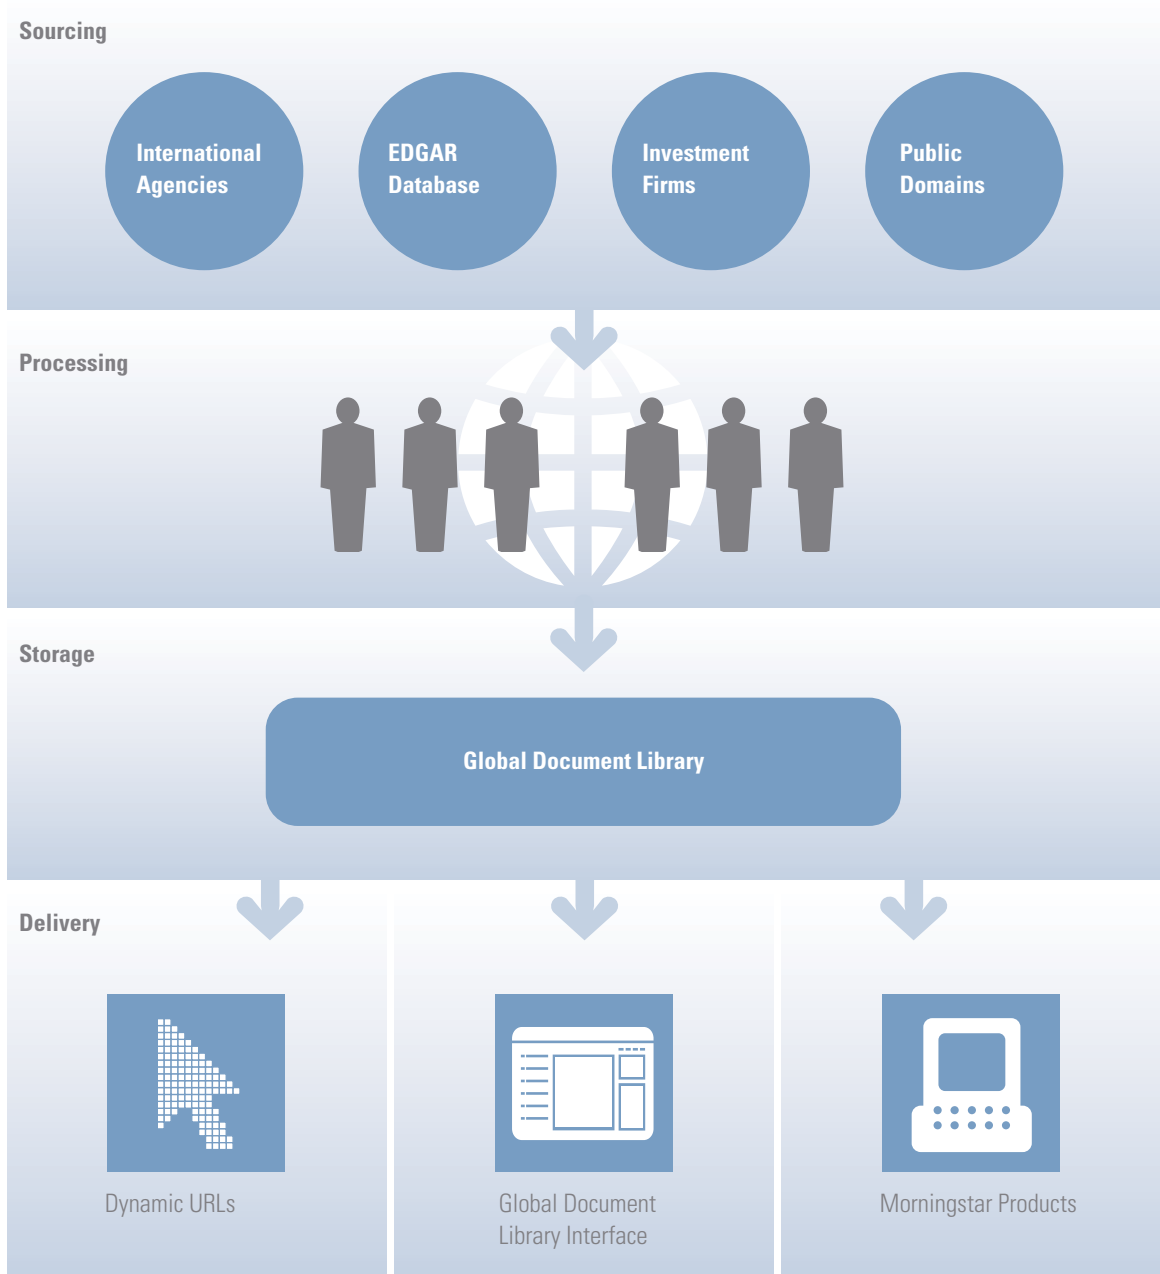 Sourcing
International
Agencies
EDGAR
Database
Investment
Firms
Public
Domains
Processing
Storage
Global Document Library
Delivery
Dynamic URLs
Global Document
Library Interface
Morningstar Products